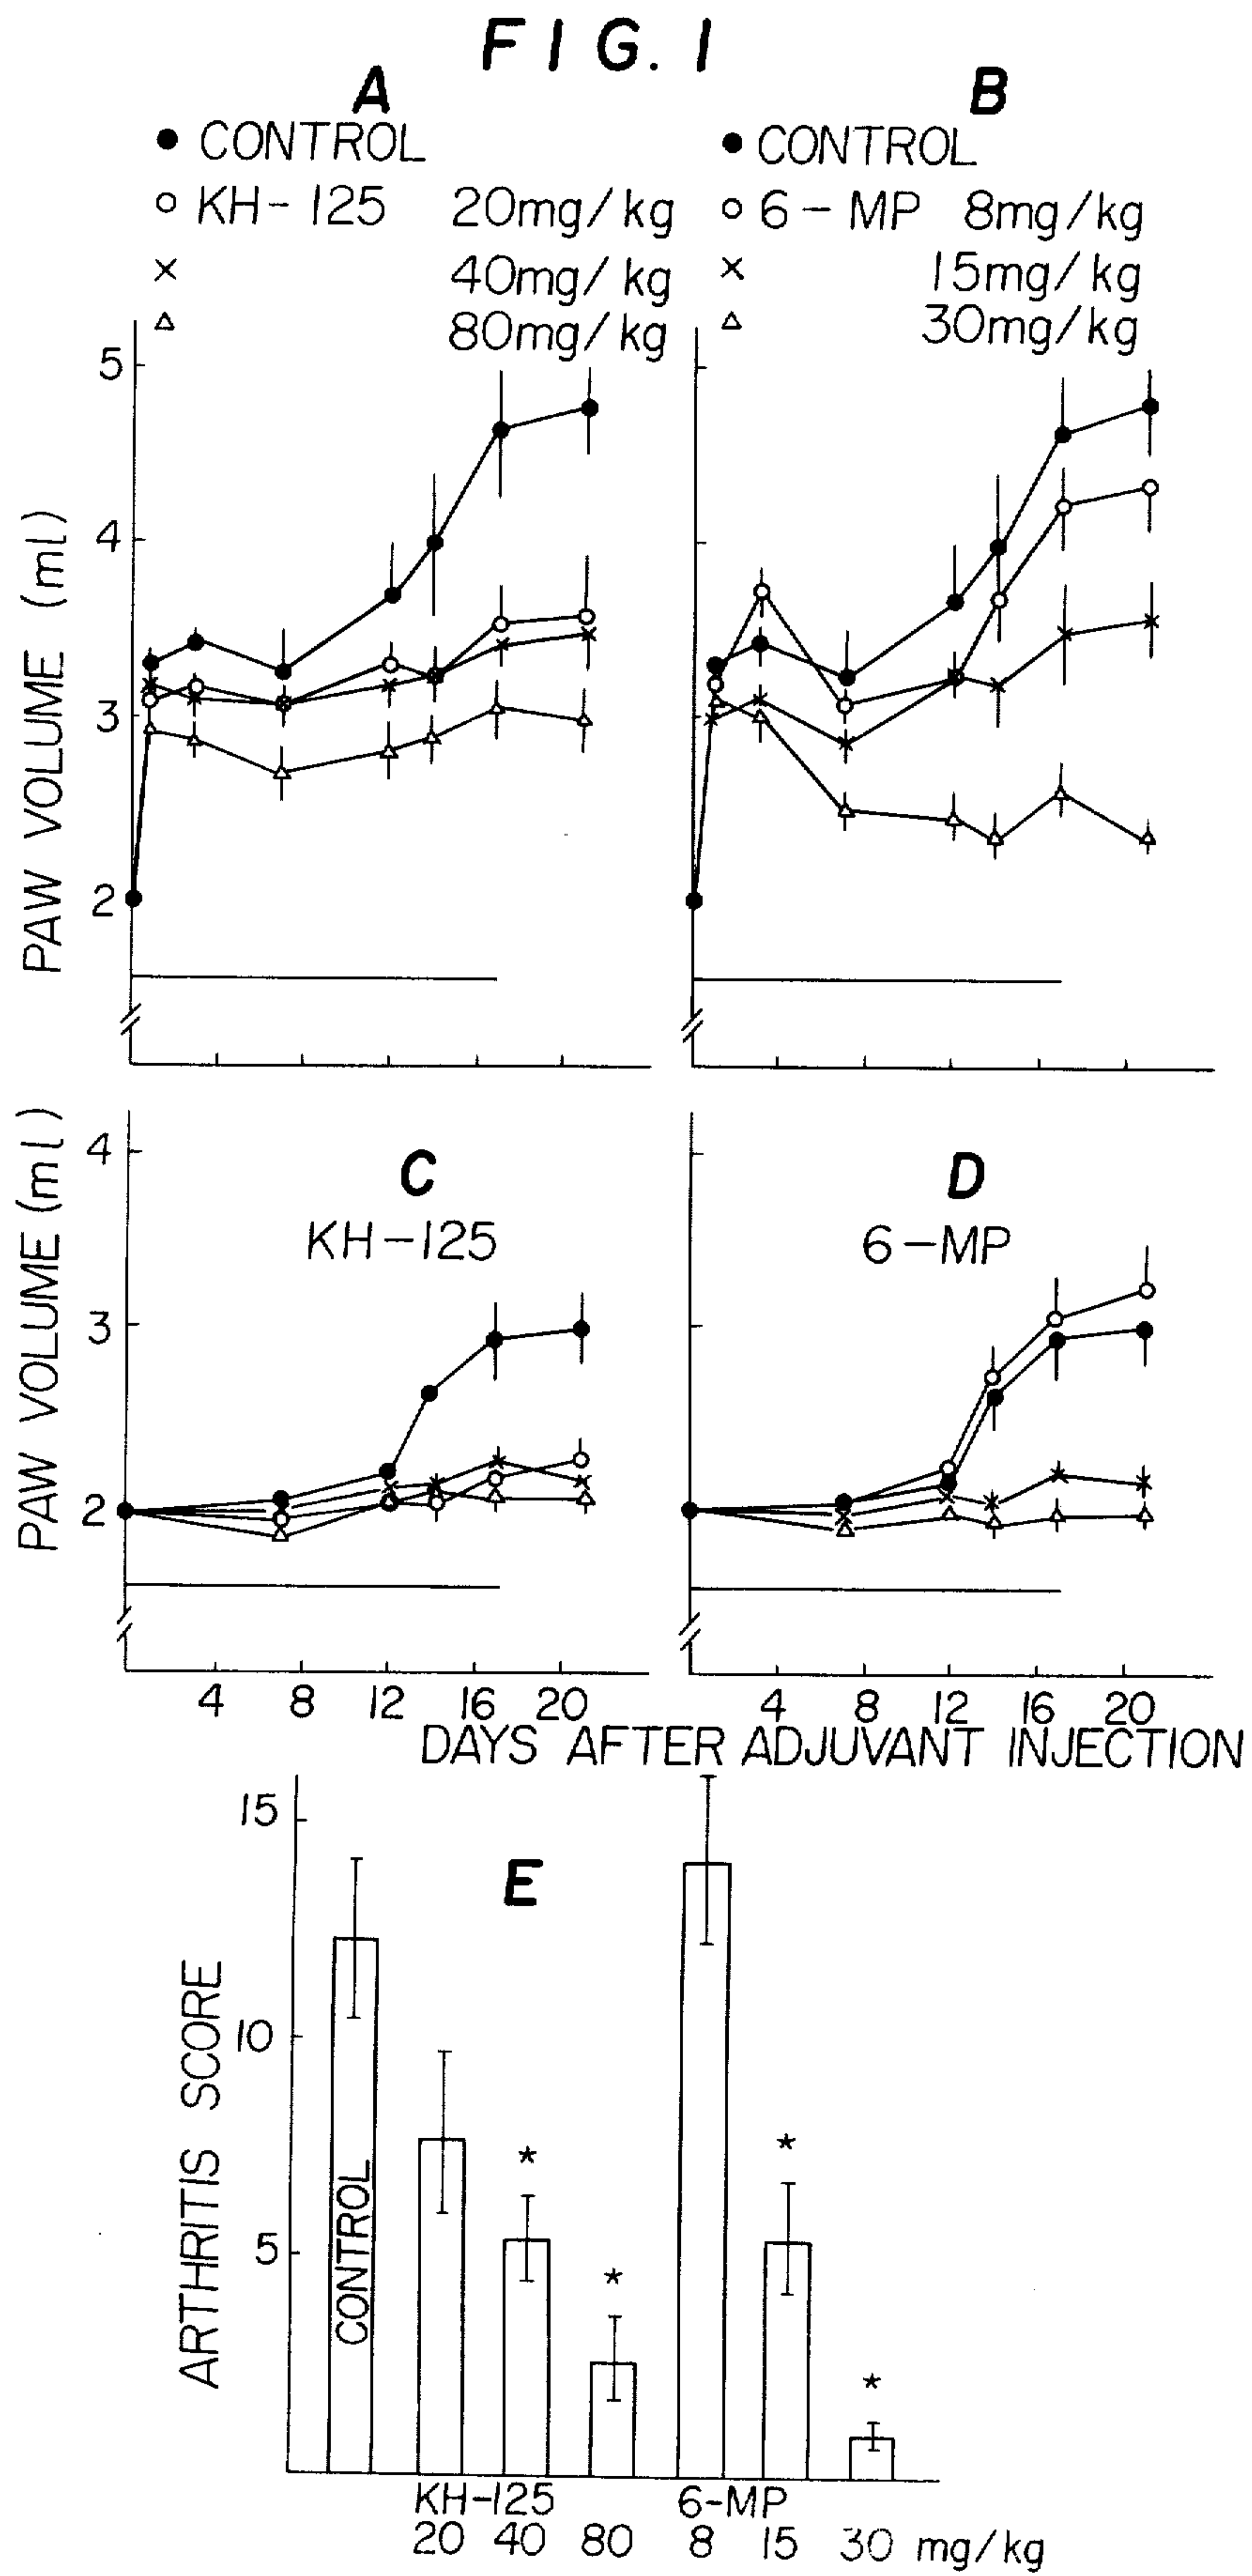 FIG. 1
A
B
● CONTROL
○ KH-125 20mg/kg
× 40mg/kg
△ 80mg/kg
● CONTROL
○ 6-MP 8mg/kg
× 15mg/kg
△ 30mg/kg
PAW VOLUME (ml)
5
4
3
2
PAW VOLUME (ml)
4
3
2
C
KH-125
D
6-MP
4 8 12 16 20
4 8 12 16 20
DAYS AFTER ADJUVANT INJECTION
E
ARTHRITIS SCORE
15
10
5
CONTROL
*
*
*
*
KH-125 6-MP
20 40 80 8 15 30 mg/kg